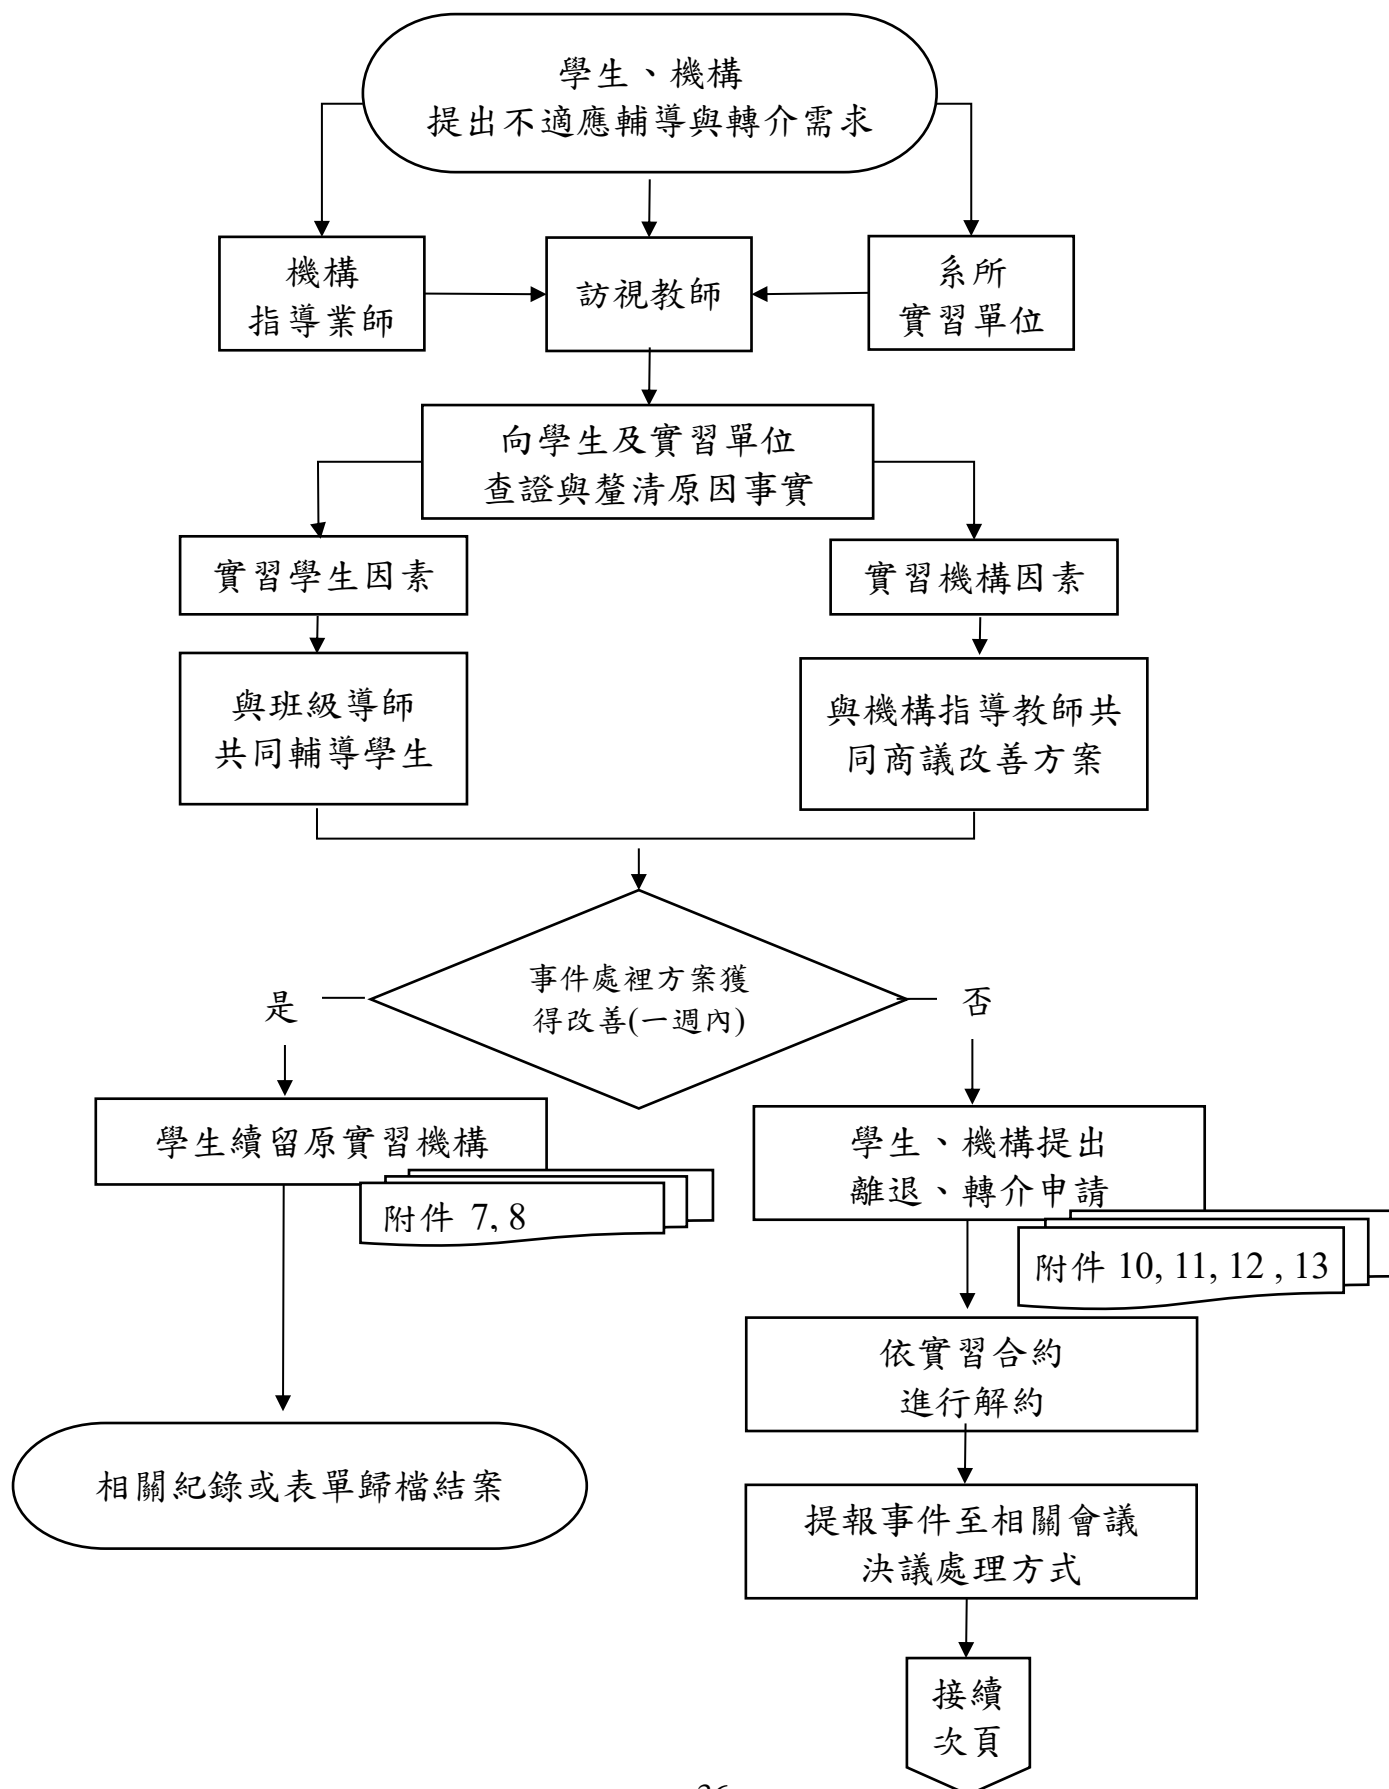 學生、機構
提出不適應輔導與轉介需求
機構
指導業師
訪視教師
系所
實習單位
向學生及實習單位
查證與釐清原因事實
實習學生因素
實習機構因素
與班級導師
共同輔導學生
與機構指導教師共
同商議改善方案
事件處裡方案獲
得改善(一週內)
是
否
學生續留原實習機構
附件 7, 8
學生、機構提出
離退、轉介申請
附件 10, 11, 12 , 13
依實習合約
進行解約
相關紀錄或表單歸檔結案
提報事件至相關會議
決議處理方式
接續
次頁